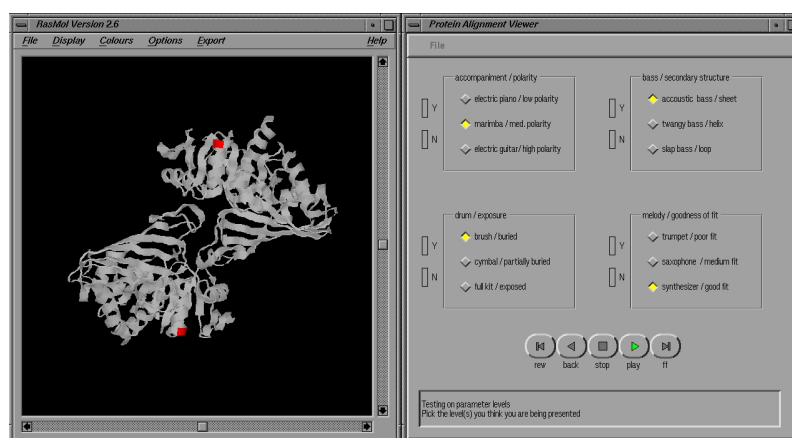 RasMol Version 2.6
File Display Colours Options Export Help
Protein Alignment Viewer
File
accompaniment / polarity
Y
N
electric piano / low polarity
marimba / med. polarity
electric guitar/ high polarity
bass / secondary structure
Y
N
accoustic bass / sheet
twangy bass / helix
slap bass / loop
drum / exposure
Y
N
brush / buried
cymbal / partially buried
full kit / exposed
melody / goodness of fit
Y
N
trumpet / poor fit
saxophone / medium fit
synthesizer / good fit
rew back stop play ff
Testing on parameter levels
Pick the level(s) you think you are being presented